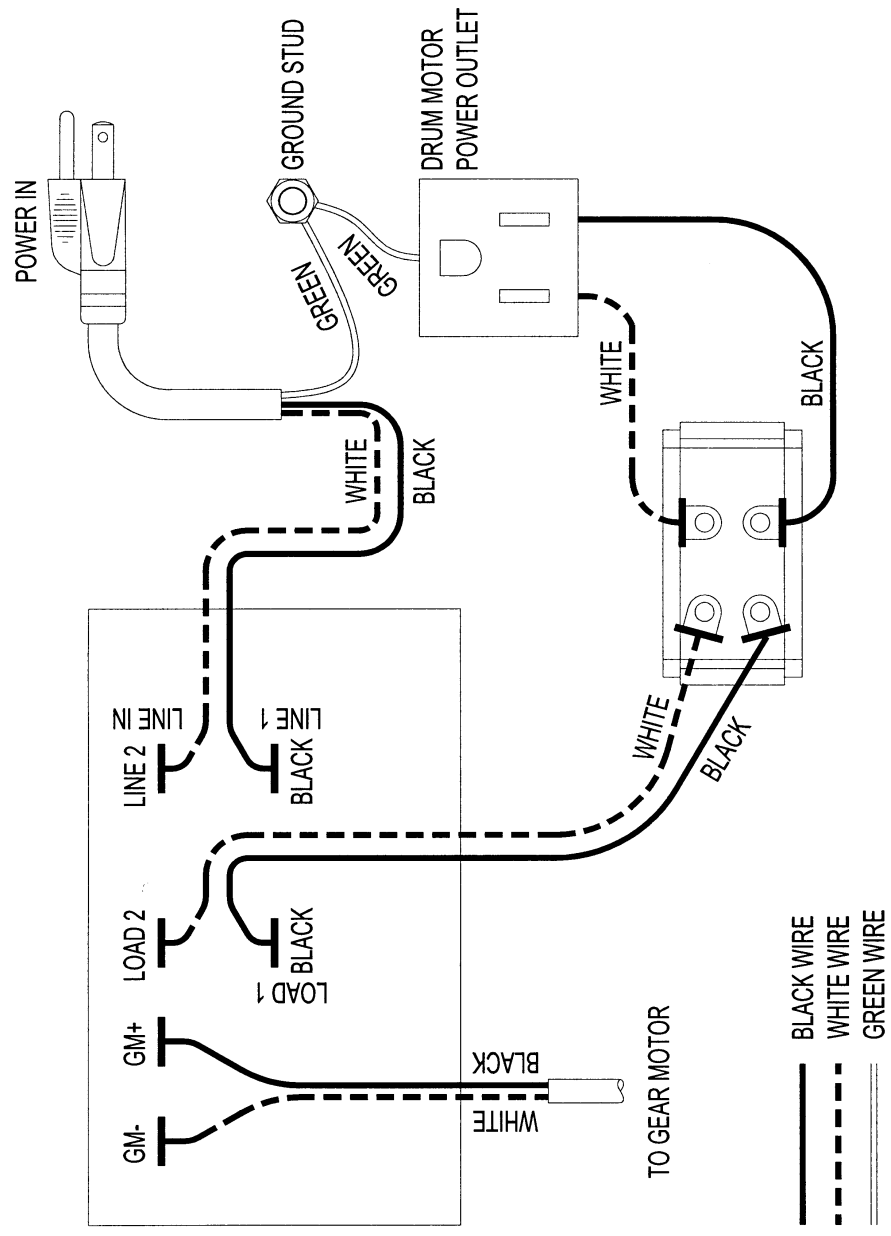 POWER IN
GROUND STUD
DRUM MOTOR
POWER OUTLET
GREEN
GREEN
WHITE
BLACK
WHITE
BLACK
LINE IN
LINE 2
LINE 1
BLACK
WHITE
BLACK
LOAD 2
BLACK
LOAD 1
GM+
GM-
BLACK
WHITE
TO GEAR MOTOR
BLACK WIRE
WHITE WIRE
GREEN WIRE